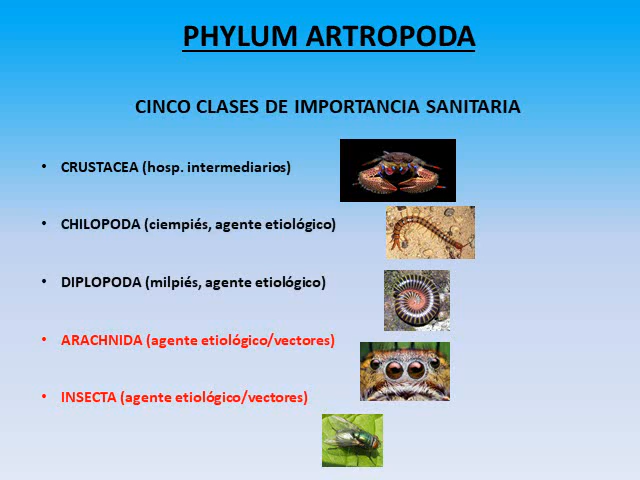 PHYLUM ARTROPODA
CINCO CLASES DE IMPORTANCIA SANITARIA
• CRUSTACEA (hosp. intermediarios)
• CHILOPODA (ciempiés, agente etiológico)
• DIPLOPODA (milpiés, agente etiológico)
• ARACHNIDA (agente etiológico/vectores)
• INSECTA (agente etiológico/vectores)